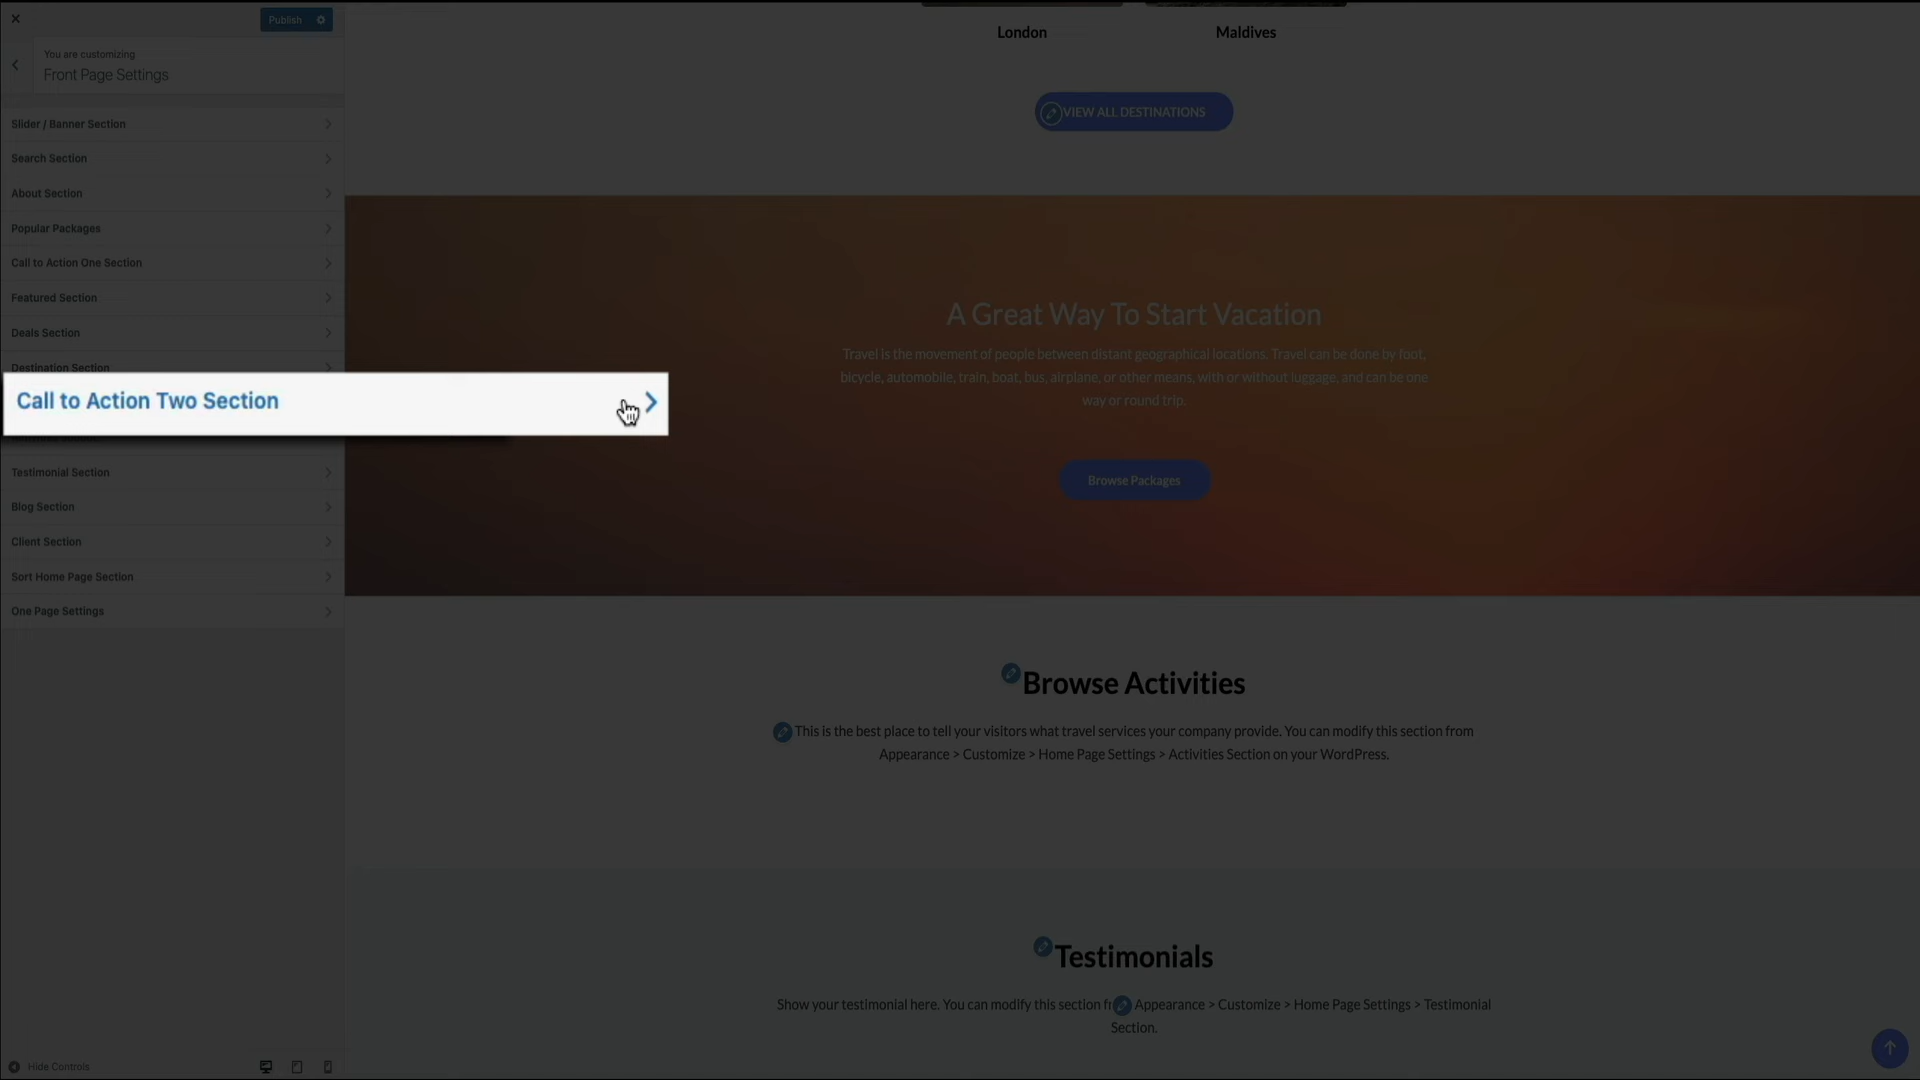 Publish
You are customizing
Front Page Settings
Slider / Banner Section
Search Section
About Section
Popular Packages
Call to Action One Section
Featured Section
Deals Section
Destination Section
Call to Action Two Section
Testimonial Section
Blog Section
Client Section
Sort Home Page Section
One Page Settings
Hide Controls
London
Maldives
VIEW ALL DESTINATIONS
A Great Way To Start Vacation
Travel is the movement of people between distant geographical locations. Travel can be done by foot,
bicycle, automobile, train, boat, bus, airplane, or other means, with or without luggage, and can be one
way or round trip.
Browse Packages
Browse Activities
This is the best place to tell your visitors what travel services your company provide. You can modify this section from
Appearance > Customize > Home Page Settings > Activities Section on your WordPress.
Testimonials
Show your testimonial here. You can modify this section fr Appearance > Customize > Home Page Settings > Testimonial
Section.